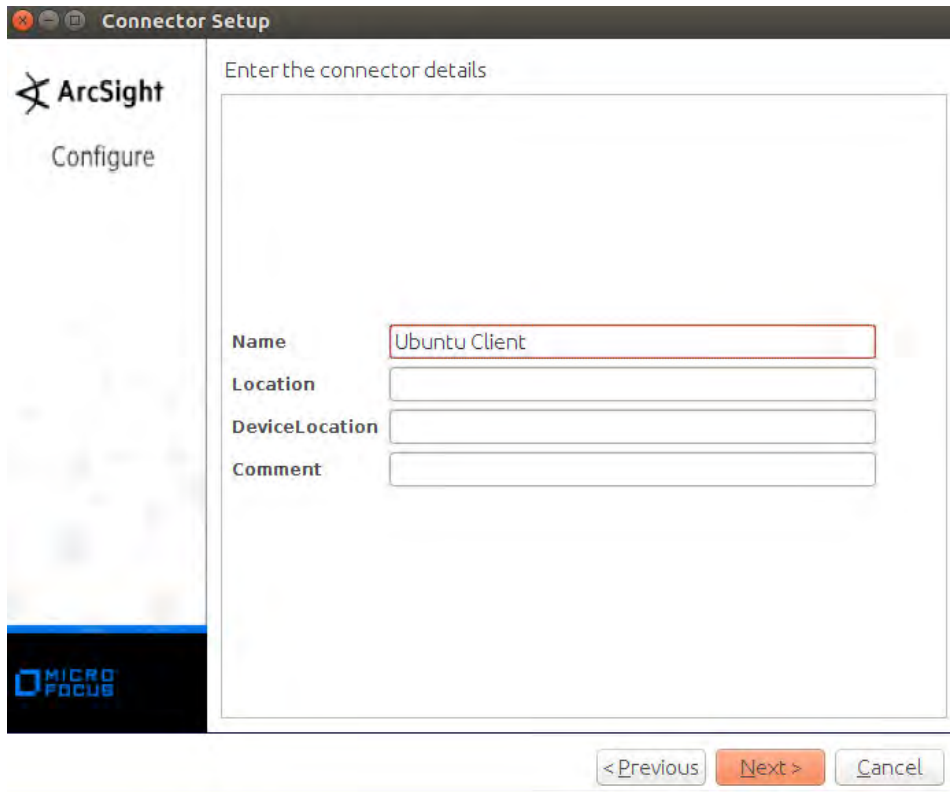 Connector Setup
ArcSight
Configure
Enter the connector details
Name Ubuntu Client
Location
DeviceLocation
Comment
MICRO
FOCUS
< Previous Next > Cancel